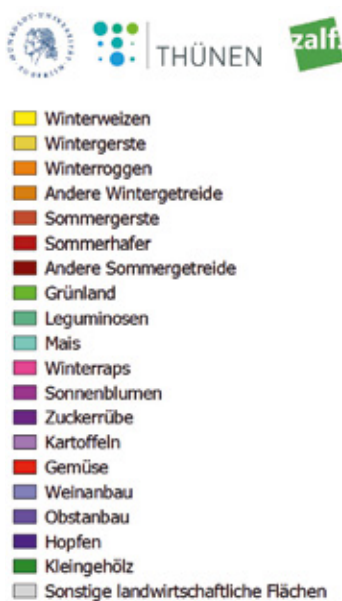 THÜNEN
zalf
Winterweizen
Wintergerste
Winterroggen
Andere Wintergetreide
Sommergerste
Sommerhafer
Andere Sommergetreide
Grünland
Leguminosen
Mais
Winterraps
Sonnenblumen
Zuckerrübe
Kartoffeln
Gemüse
Weinanbau
Obstanbau
Hopfen
Kleingehölz
Sonstige landwirtschaftliche Flächen